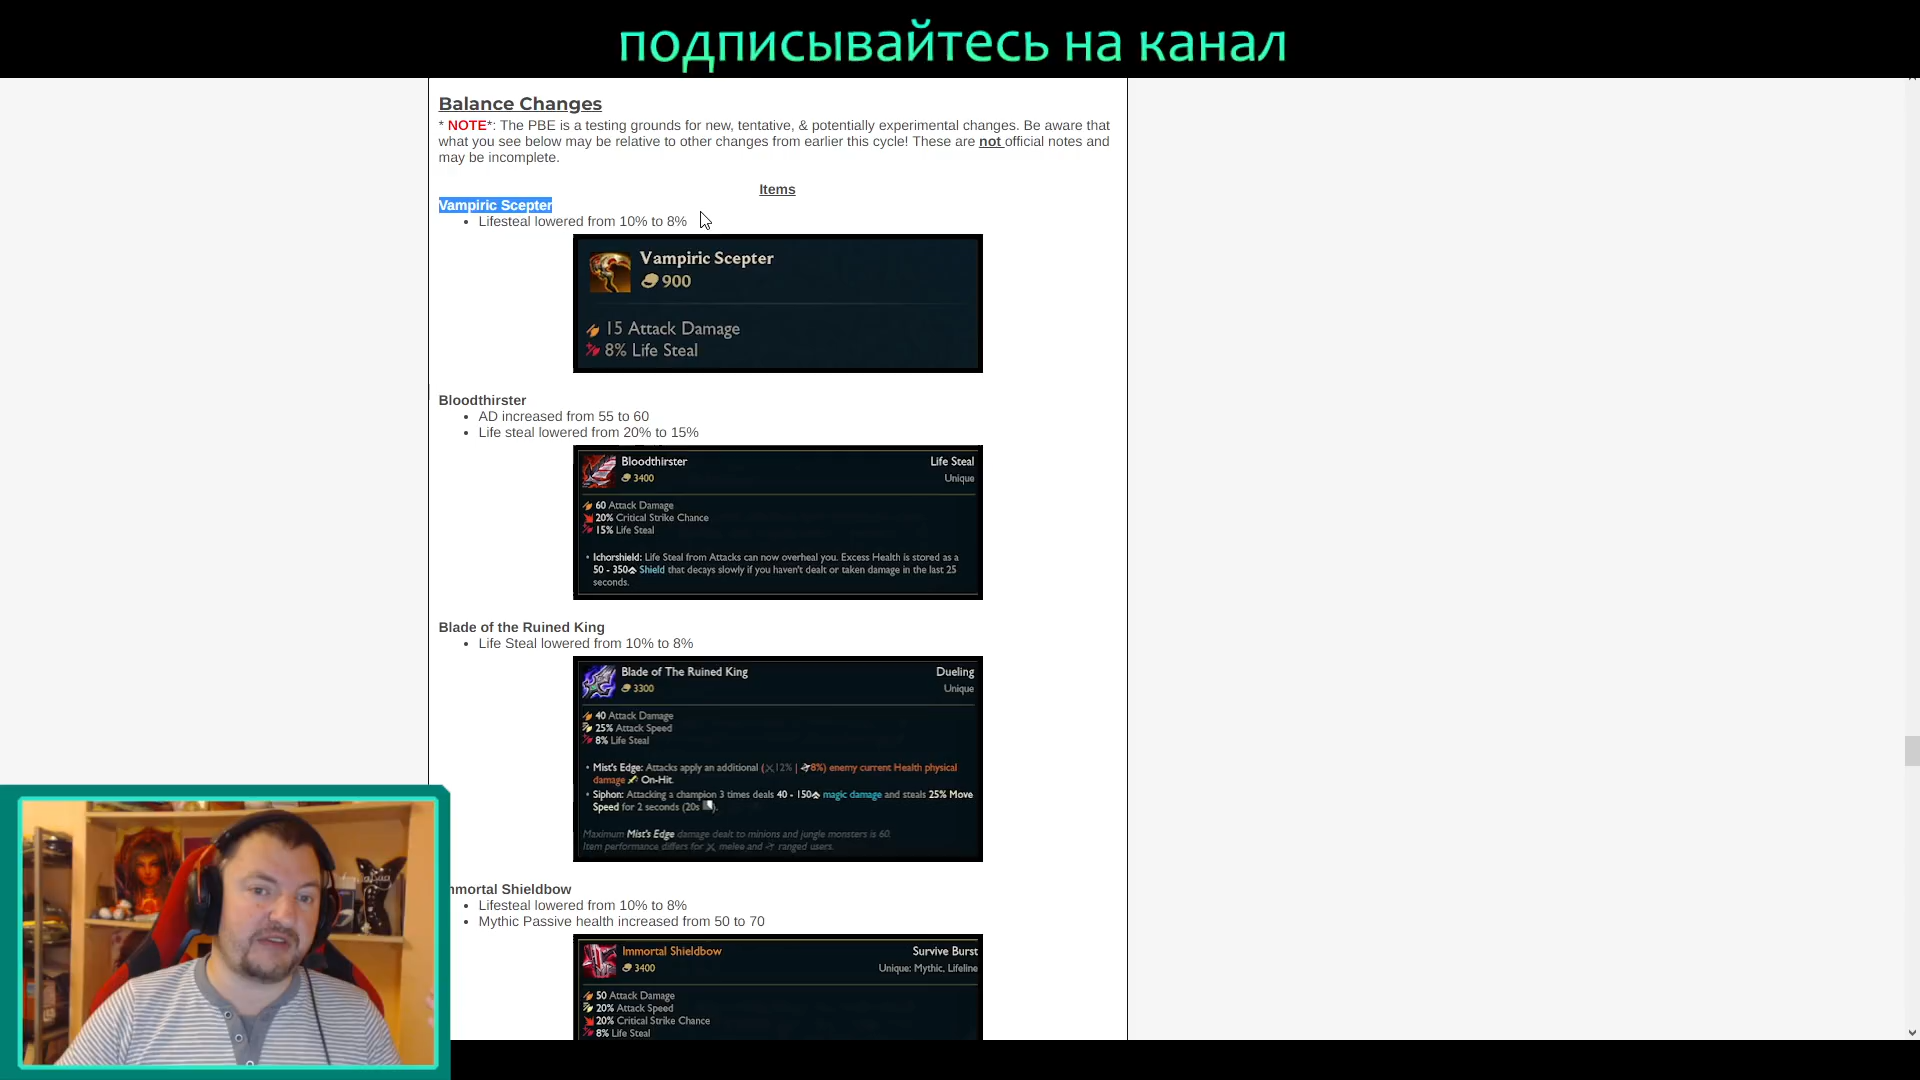 подписывайтесь на канал
Balance Changes
* NOTE*: The PBE is a testing grounds for new, tentative, & potentially experimental changes. Be aware that
what you see below may be relative to other changes from earlier this cycle! These are not official notes and
may be incomplete.
Items
Vampiric Scepter
• Lifesteal lowered from 10% to 8%
Vampiric Scepter
900
15 Attack Damage
8% Life Steal
Bloodthirster
• AD increased from 55 to 60
• Life steal lowered from 20% to 15%
Bloodthirster Life Steal
3400 Unique
60 Attack Damage
20% Critical Strike Chance
15% Life Steal
• Ichorshield: Life Steal from Attacks can now overheal you. Excess Health is stored as a
50 - 350 Shield that decays slowly if you haven't dealt or taken damage in the last 25
seconds.
Blade of the Ruined King
• Life Steal lowered from 10% to 8%
Blade of The Ruined King Dueling
3300 Unique
40 Attack Damage
25% Attack Speed
8% Life Steal
• Mist's Edge: Attacks apply an additional (12% | 8%) enemy current Health physical
damage On-Hit.
• Siphon: Attacking a champion 3 times deals 40 - 150 magic damage and steals 25% Move
Speed for 2 seconds (20s ).
Maximum Mist's Edge damage dealt to minions and jungle monsters is 60.
Item performance differs for melee and ranged users.
mmortal Shieldbow
• Lifesteal lowered from 10% to 8%
• Mythic Passive health increased from 50 to 70
Immortal Shieldbow Survive Burst
3400 Unique: Mythic, Lifeline
50 Attack Damage
20% Attack Speed
20% Critical Strike Chance
8% Life Steal